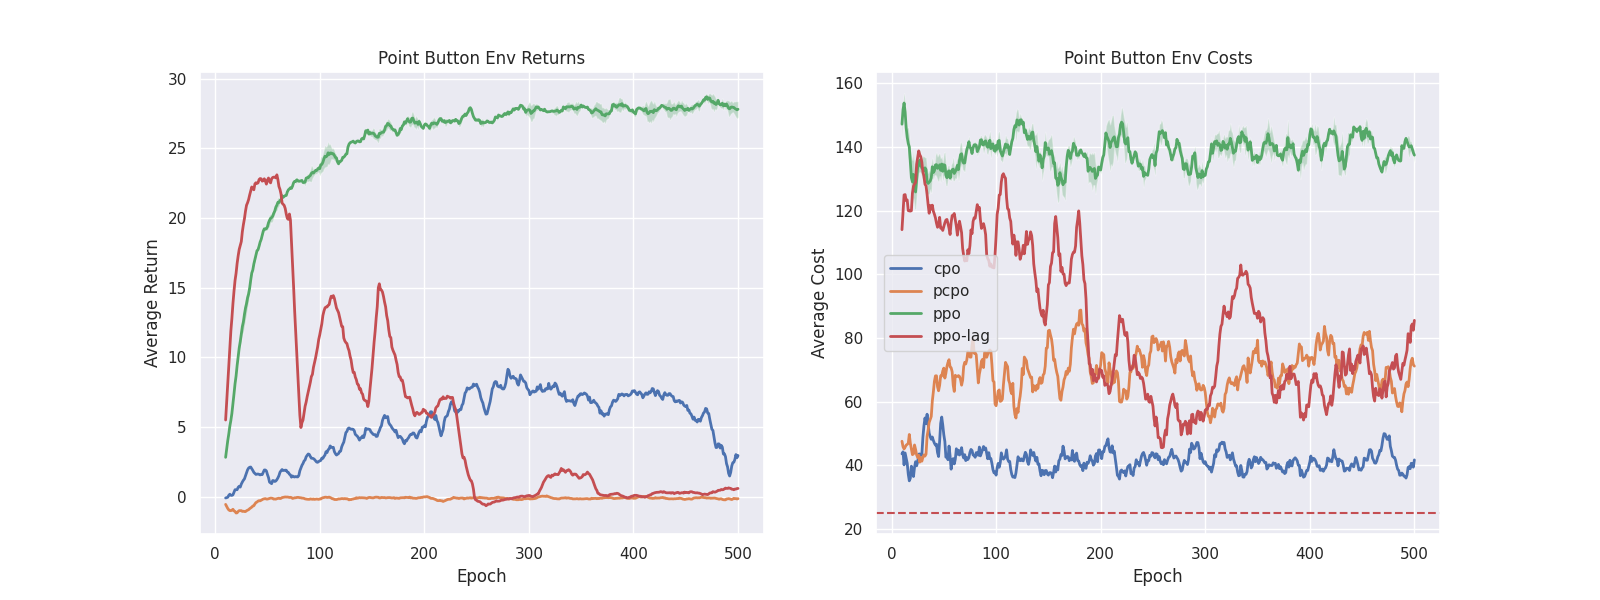 Point Button Env Returns
Average Return
30
25
20
15
10
5
0
0 100 200 300 400 500
Epoch
Point Button Env Costs
Average Cost
160
140
120
100
80
60
40
20
cpo
pcpo
ppo
ppo-lag
0 100 200 300 400 500
Epoch